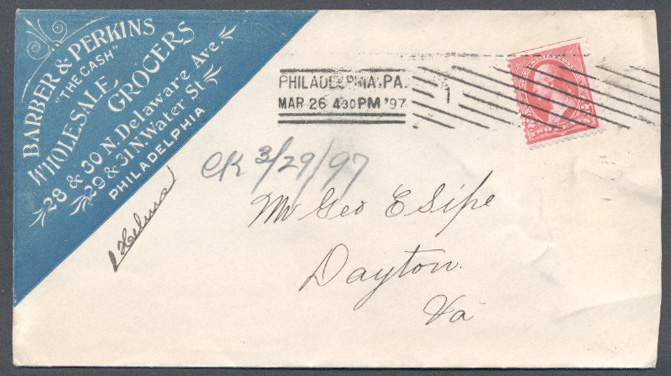 BARBER & PERKINS
"THE CASH"
WHOLESALE
GROCERS
28 & 30 N. Delaware Ave.
29 & 31 N. Water St
PHILADELPHIA
PHILADELPHIA, PA.
MAR 26 430 PM '97
1
CK 3/29/97
Mr Geo E Sipe
Dayton
Va